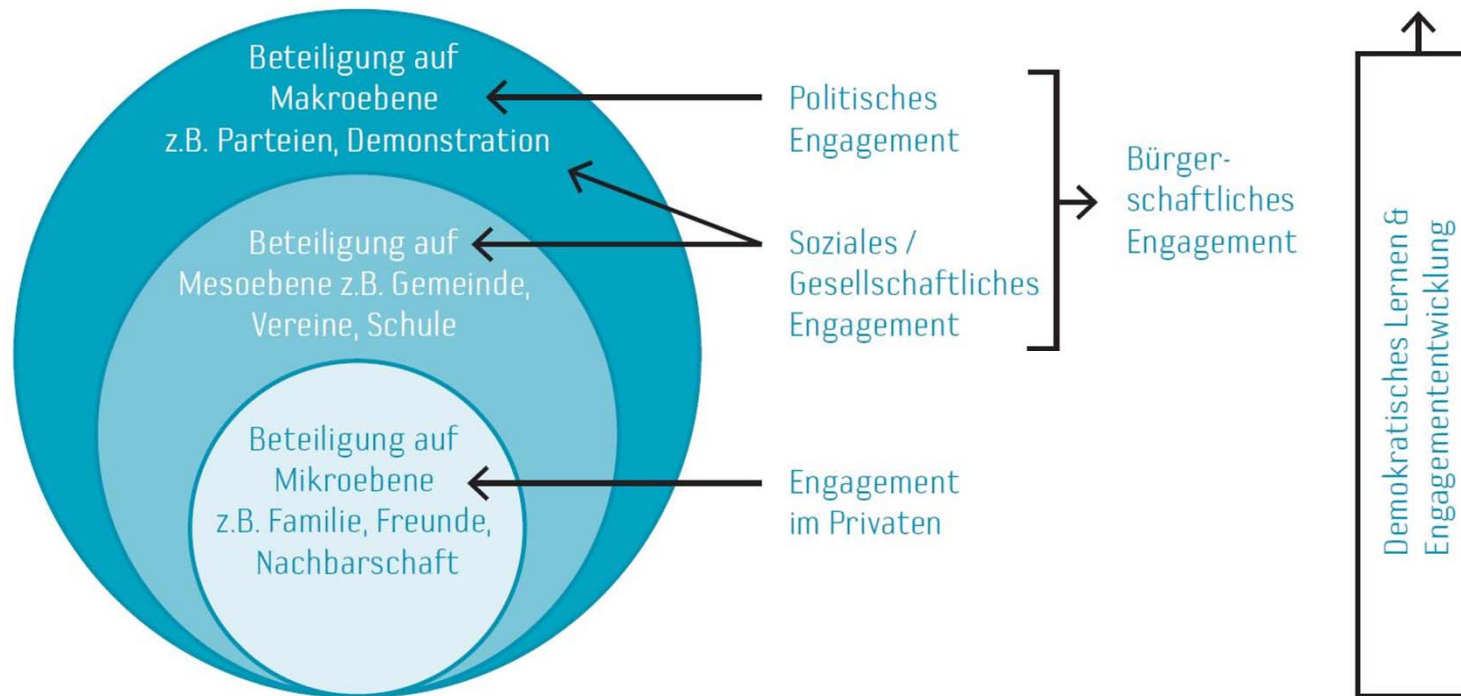 Beteiligung auf
Makroebene
z.B. Parteien, Demonstration
Beteiligung auf
Mesoebene z.B. Gemeinde,
Vereine, Schule
Beteiligung auf
Mikroebene
z.B. Familie, Freunde,
Nachbarschaft
Politisches
Engagement
Soziales /
Gesellschaftliches
Engagement
Engagement
im Privaten
Bürger-
schaftliches
Engagement
Demokratisches Lernen &
Engagemententwicklung